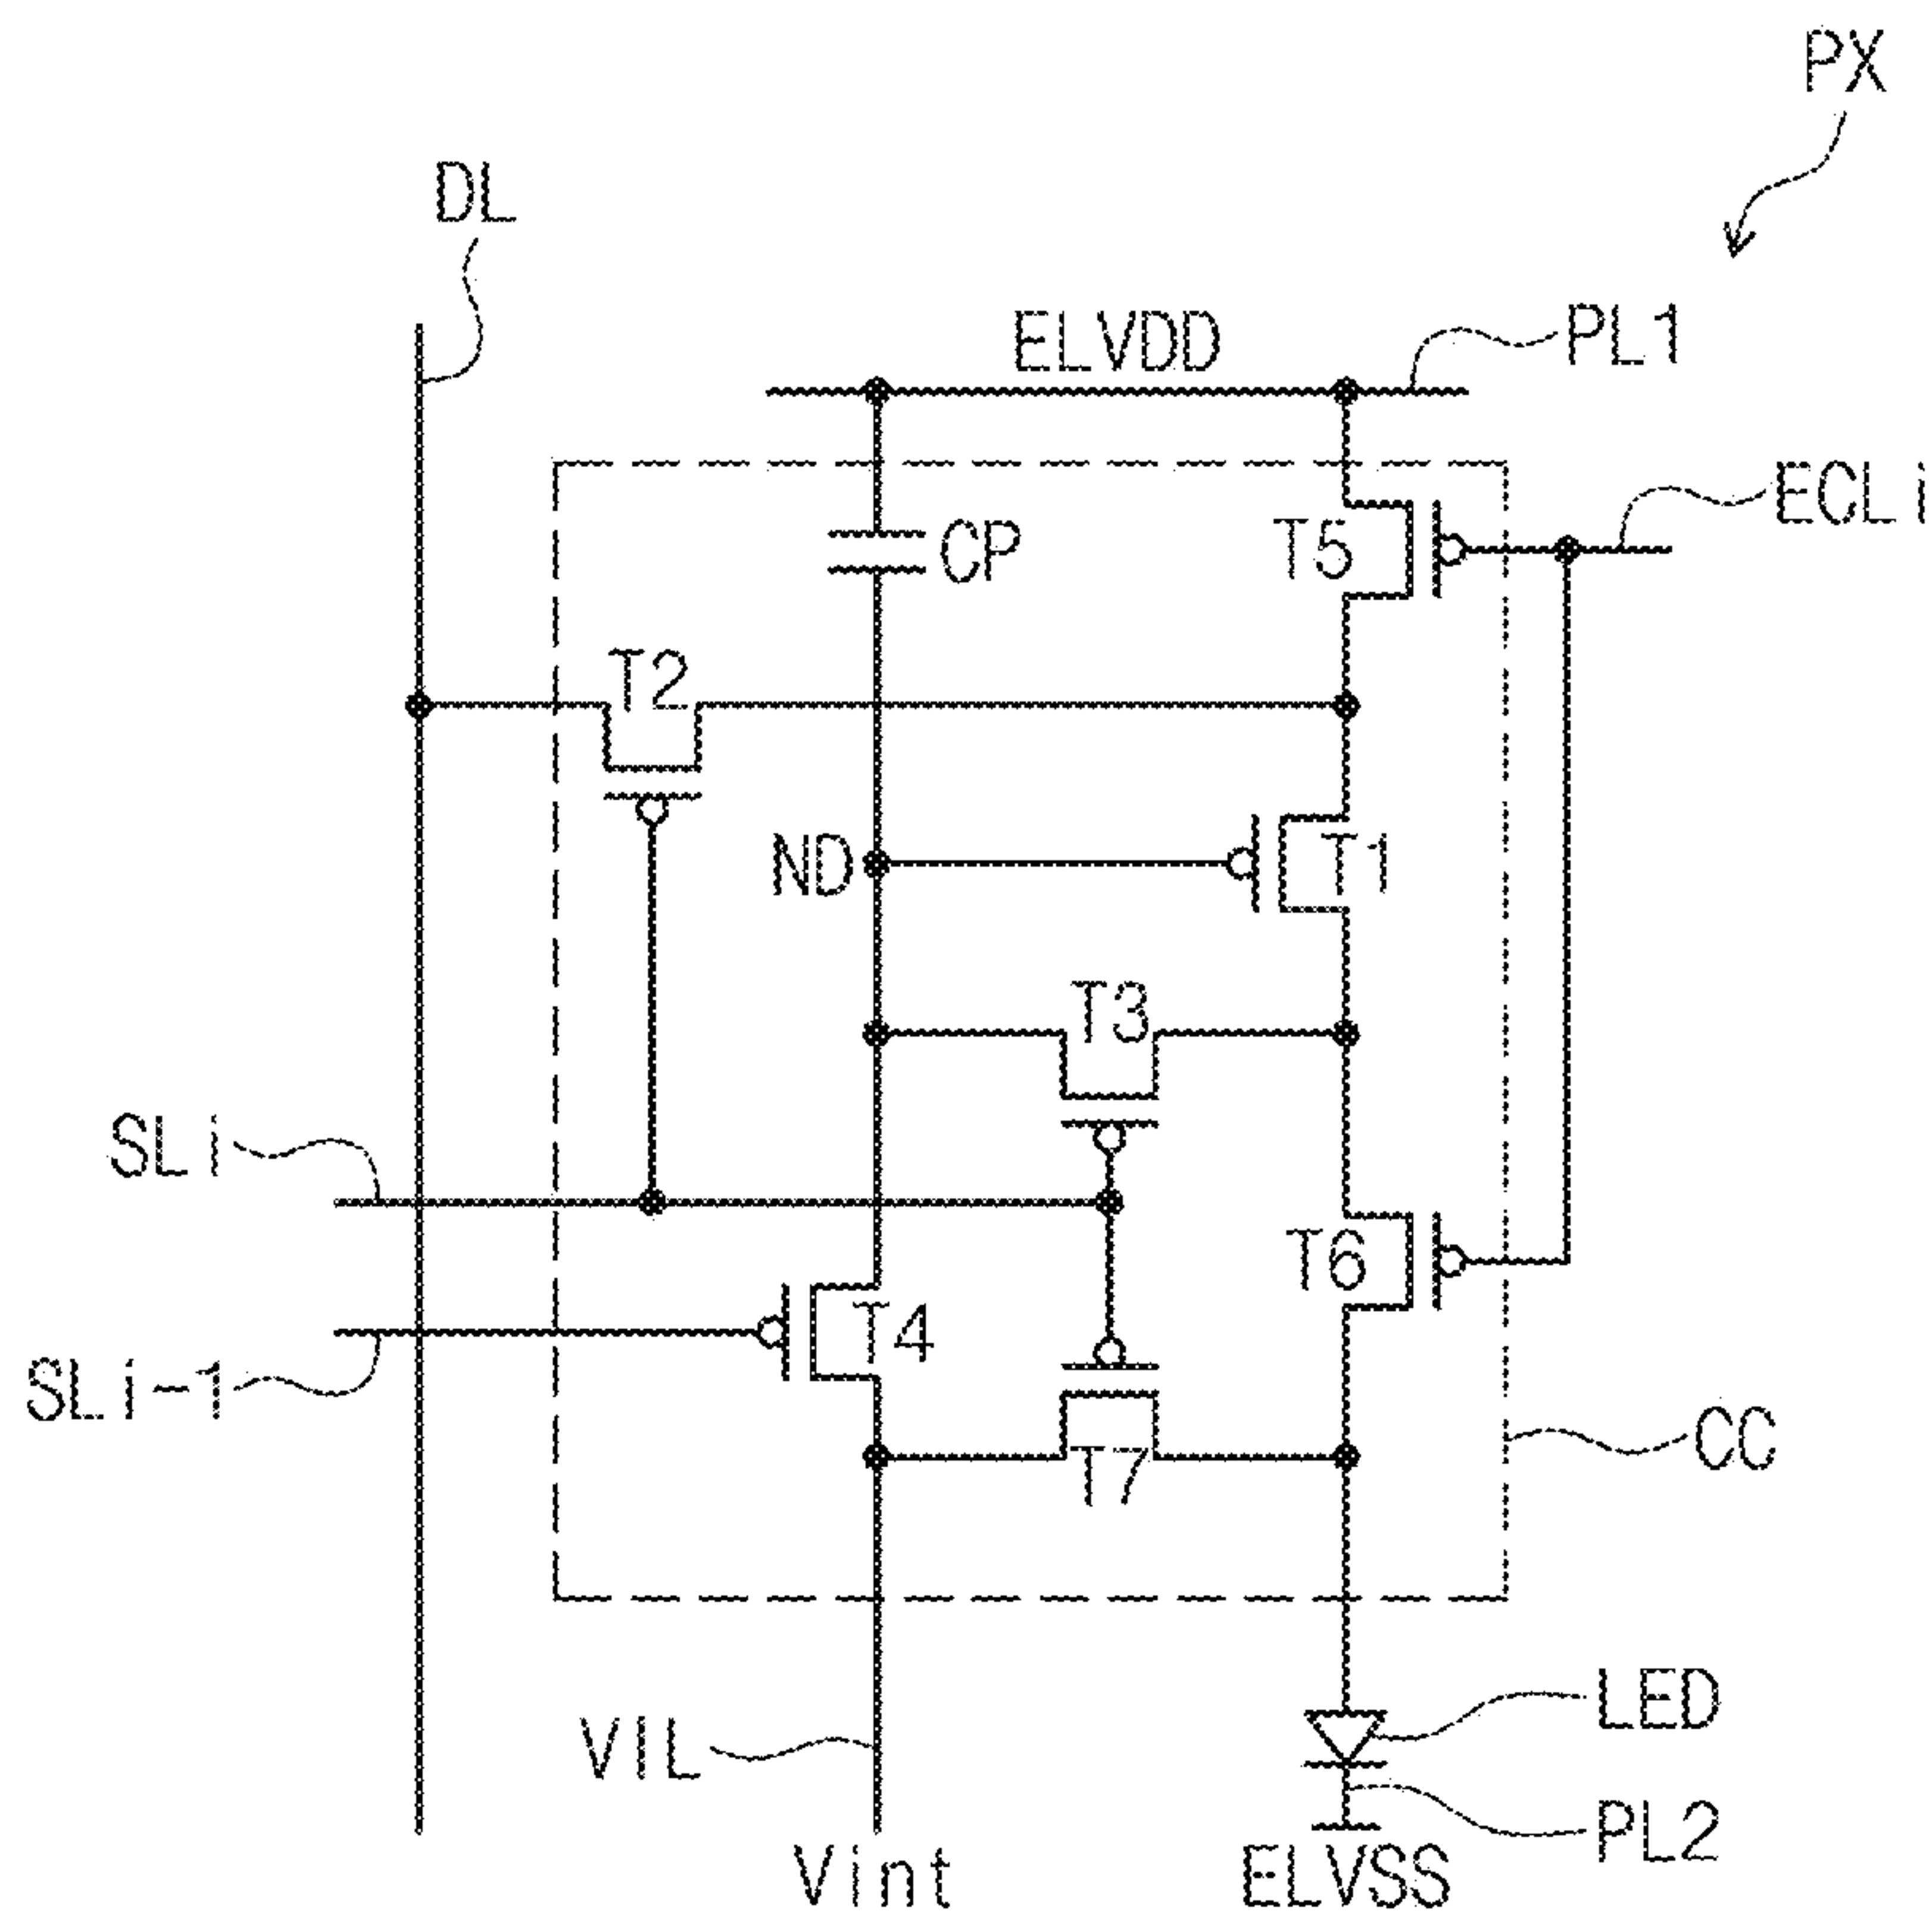 PX
DL
ELVDD
PL1
ECLi
CP
T5
T2
ND
T1
T3
SLi
T6
T4
SLi-1
CC
T7
LED
VIL
PL2
Vint
ELVSS